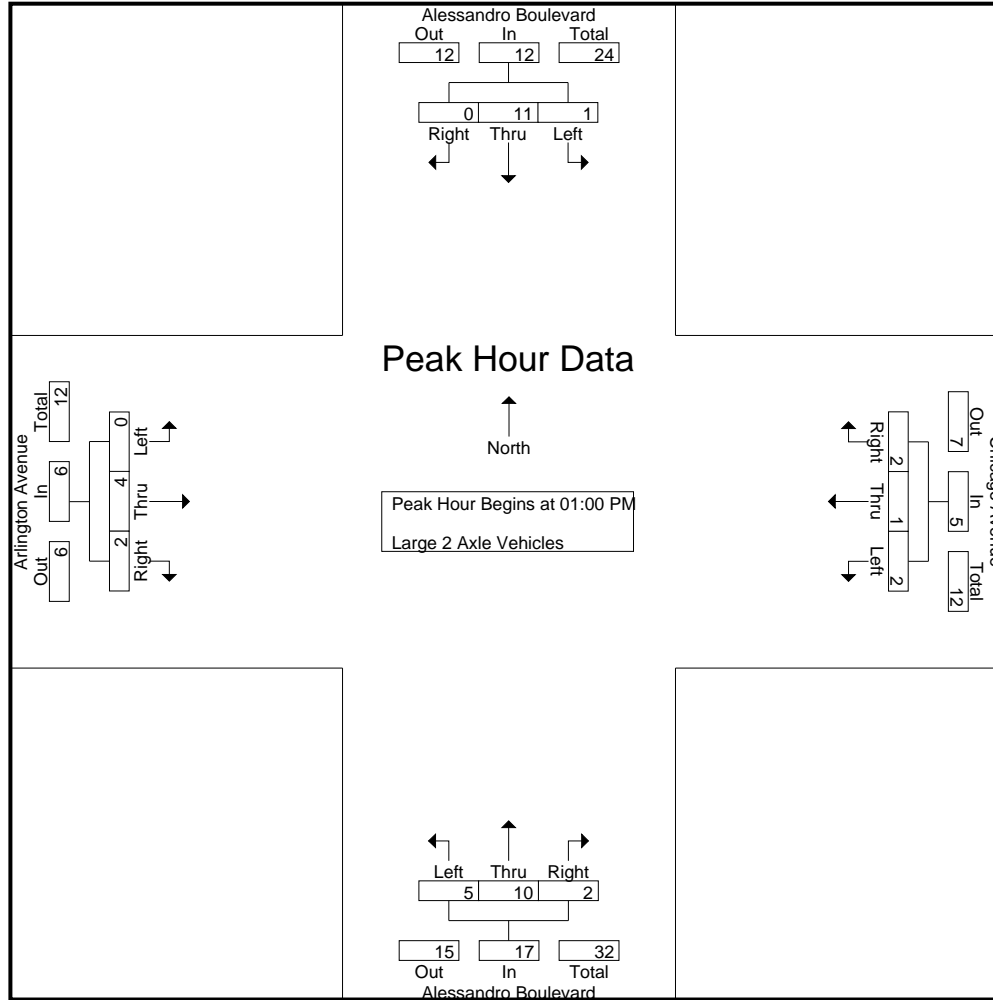 Alessandro Boulevard
Out In Total
12 12 24
0 11 1
Right Thru Left
Peak Hour Data
North
Peak Hour Begins at 01:00 PM
Large 2 Axle Vehicles
Arlington Avenue
Total In Out
12 6 6
0 4 2
Left Thru Right
Right Thru Left
2 1 2
7 5 12
Out In Total
Left Thru Right
5 10 2
15 17 32
Out In Total
Alessandro Boulevard